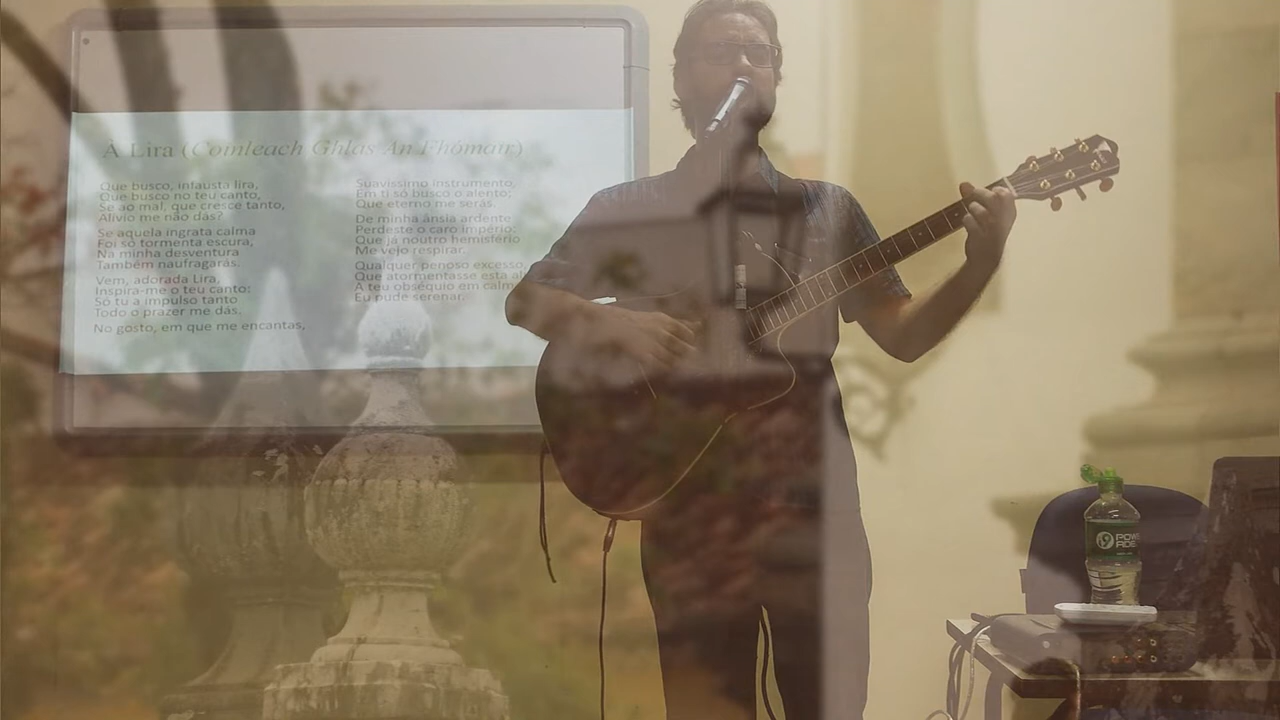 À Lira (Coinleach Ghlas An Fhómair)
Que busco, infausta lira,
Que busco no teu canto,
Se ao mal, que cresce tanto,
Alívio me não dás?
Se aquela ingrata calma
Foi só tormenta escura,
Na minha desventura
Também naufragarás.
Vem, adorada Lira,
Inspira-me o teu canto:
Só tu a impulso tanto
Todo o prazer me dás.
No gosto, em que me encantas,
Suavíssimo instrumento,
Em ti só busco o alento;
Que eterno me serás.
De minha ânsia ardente
Perdeste o caro império:
Que já noutro hemisfério
Me vejo respirar.
Qualquer penoso excesso,
Que atormentasse esta
A teu obséquio em calma
Eu pude serenar.
POWE
RADE